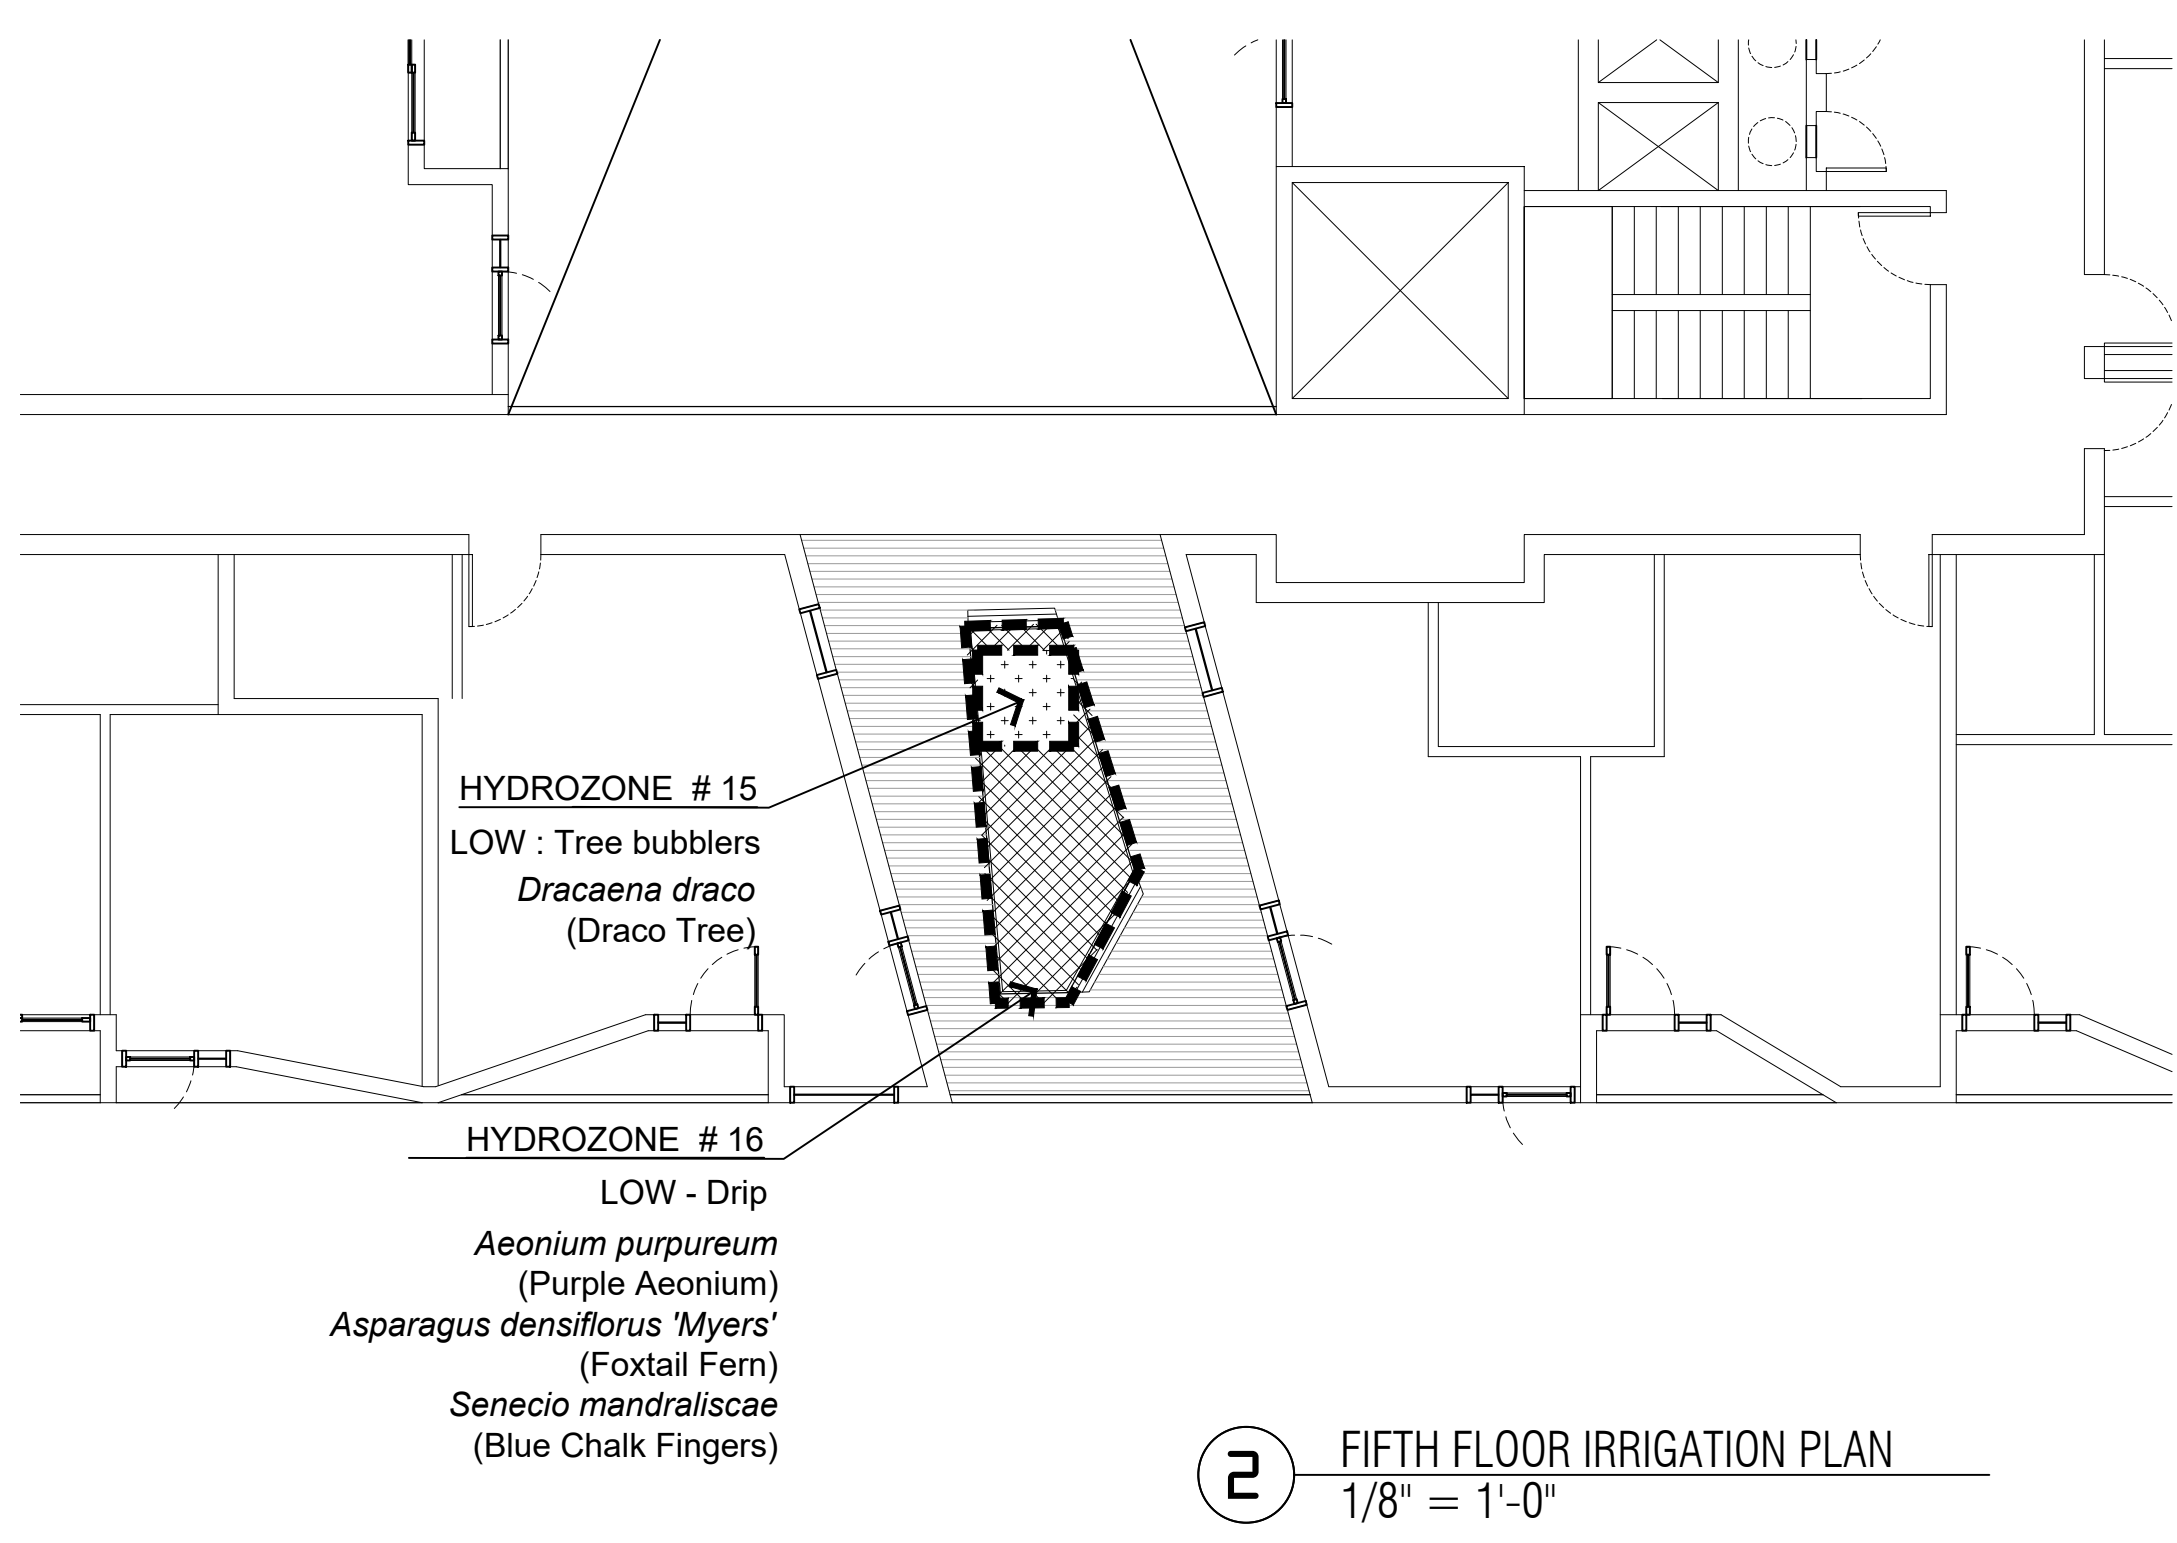 HYDROZONE # 15
LOW : Tree bubblers
Dracaena draco
(Draco Tree)
HYDROZONE # 16
LOW - Drip
Aeonium purpureum
(Purple Aeonium)
Asparagus densiflorus 'Myers'
(Foxtail Fern)
Senecio mandraliscae
(Blue Chalk Fingers)
2
FIFTH FLOOR IRRIGATION PLAN
1/8" = 1'-0"